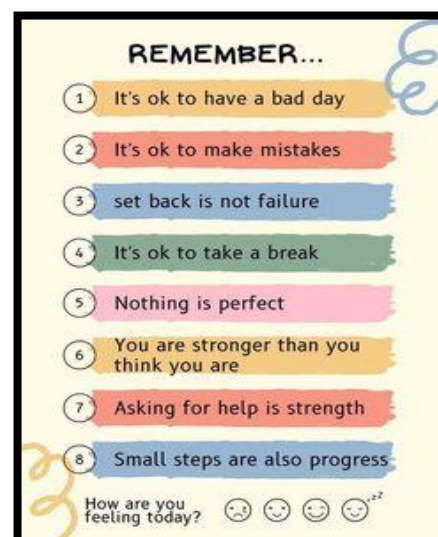 REMEMBER...
1 It's ok to have a bad day
2 It's ok to make mistakes
3 set back is not failure
4 It's ok to take a break
5 Nothing is perfect
6 You are stronger than you
think you are
7 Asking for help is strength
8 Small steps are also progress
How are you
feeling today?
zzz